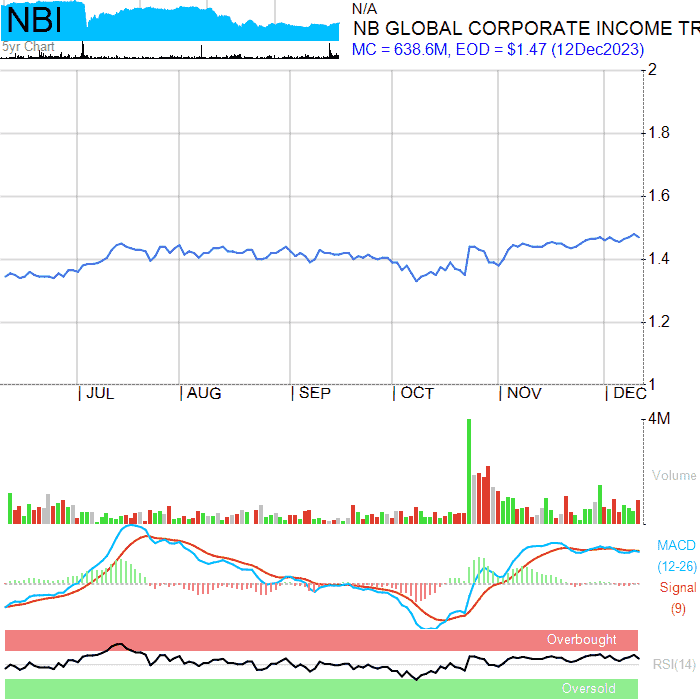 NBI
5yr Chart
N/A
NB GLOBAL CORPORATE INCOME TR
MC = 638.6M, EOD = $1.47 (12Dec2023)
2
1.8
1.6
1.4
1.2
1
JUL
AUG
SEP
OCT
NOV
DEC
4M
Volume
MACD
(12-26)
Signal
(9)
Overbought
RSI(14)
Oversold